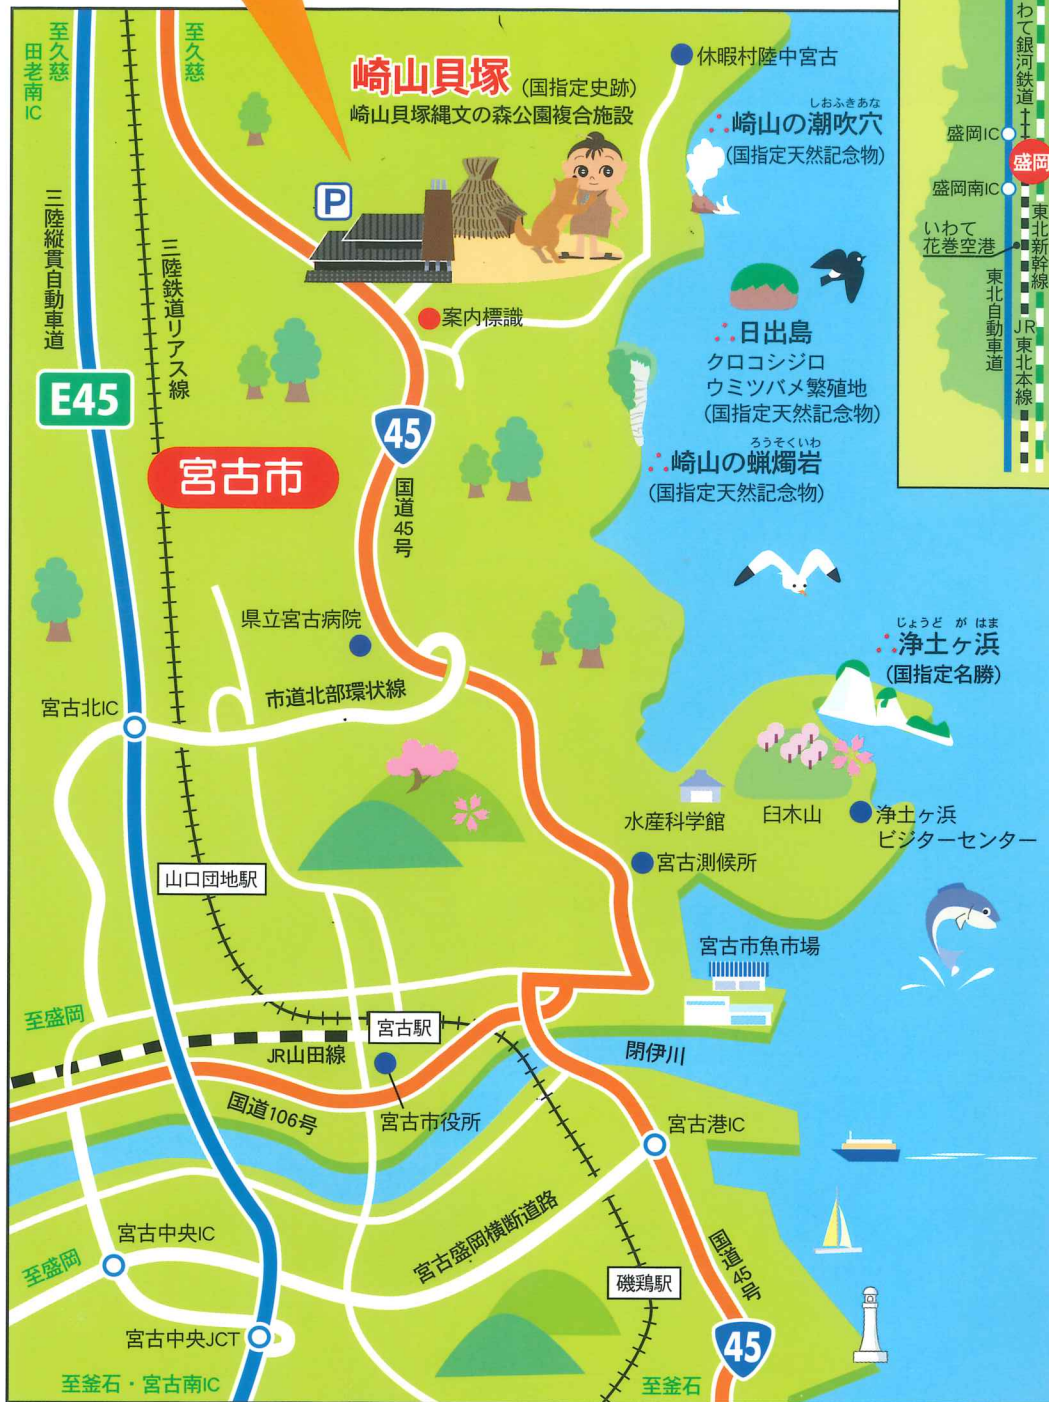 至久慈
田老南IC
至久慈
崎山貝塚（国指定史跡）
崎山貝塚縄文の森公園複合施設
休暇村陸中宮古
しおふきあな
崎山の潮吹穴
(国指定天然記念物)
P
三陸縦貫自動車道
三陸鉄道リアス線
案内標識
日出島
クロコシジロ
ウミツバメ繁殖地
(国指定天然記念物)
E45
45
国道45号
宮古市
ろうそくいわ
崎山の蝋燭岩
(国指定天然記念物)
県立宮古病院
市道北部環状線
宮古北IC
じょうどがはま
浄土ヶ浜
(国指定名勝)
水産科学館
臼木山
浄土ヶ浜
ビジターセンター
宮古測候所
山口団地駅
宮古市魚市場
至盛岡
宮古駅
JR山田線
閉伊川
国道106号
宮古市役所
宮古港IC
宮古中央IC
至盛岡
宮古盛岡横断道路
国道45号
磯鶏駅
宮古中央JCT
45
至釜石・宮古南IC
至釜石
わて銀河鉄道
盛岡IC
盛岡
盛岡南IC
いわて
花巻空港
東北新幹線
東北自動車道
JR東北本線